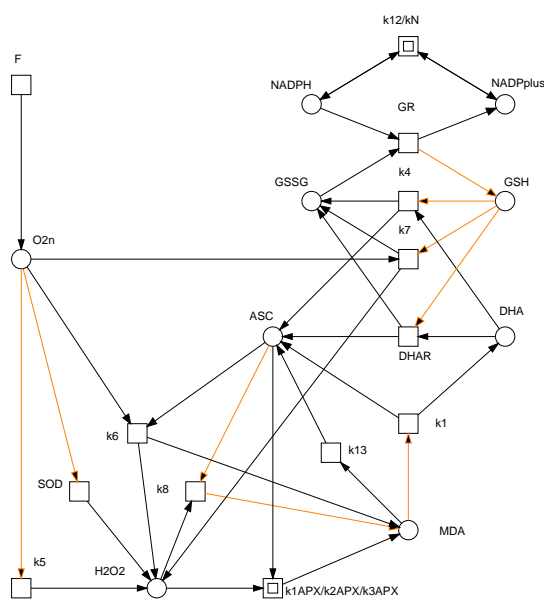 k12/kN
F
NADPH
NADPplus
GR
k4
GSSG
GSH
k7
O2n
ASC
DHA
DHAR
k1
k6
k13
SOD
k8
MDA
k5
H2O2
k1APX/k2APX/k3APX